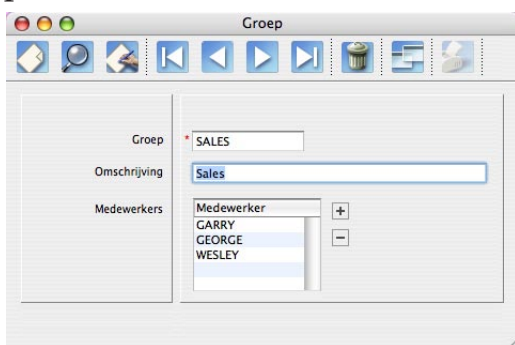 Groep
Groep * SALES
Omschrijving Sales
Medewerkers Medewerker
GARRY
GEORGE
WESLEY